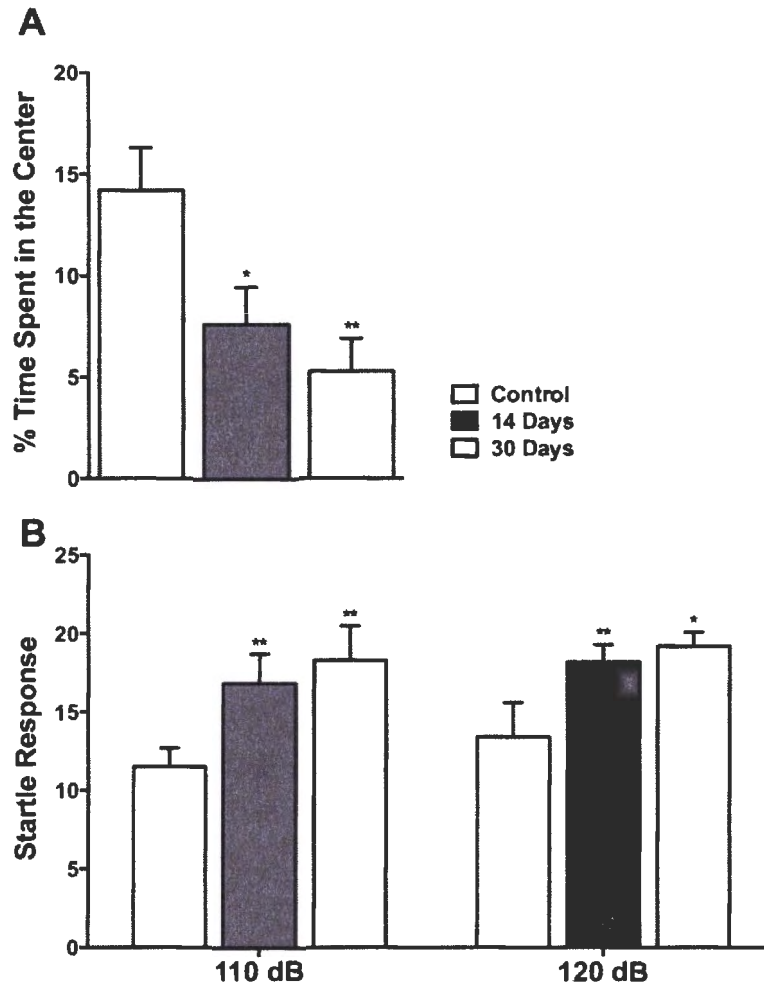 A
% Time Spent in the Center
20
15
10
5
0
*
**
Control
14 Days
30 Days
B
Startle Response
25
20
15
10
5
0
**
**
**
*
110 dB
120 dB